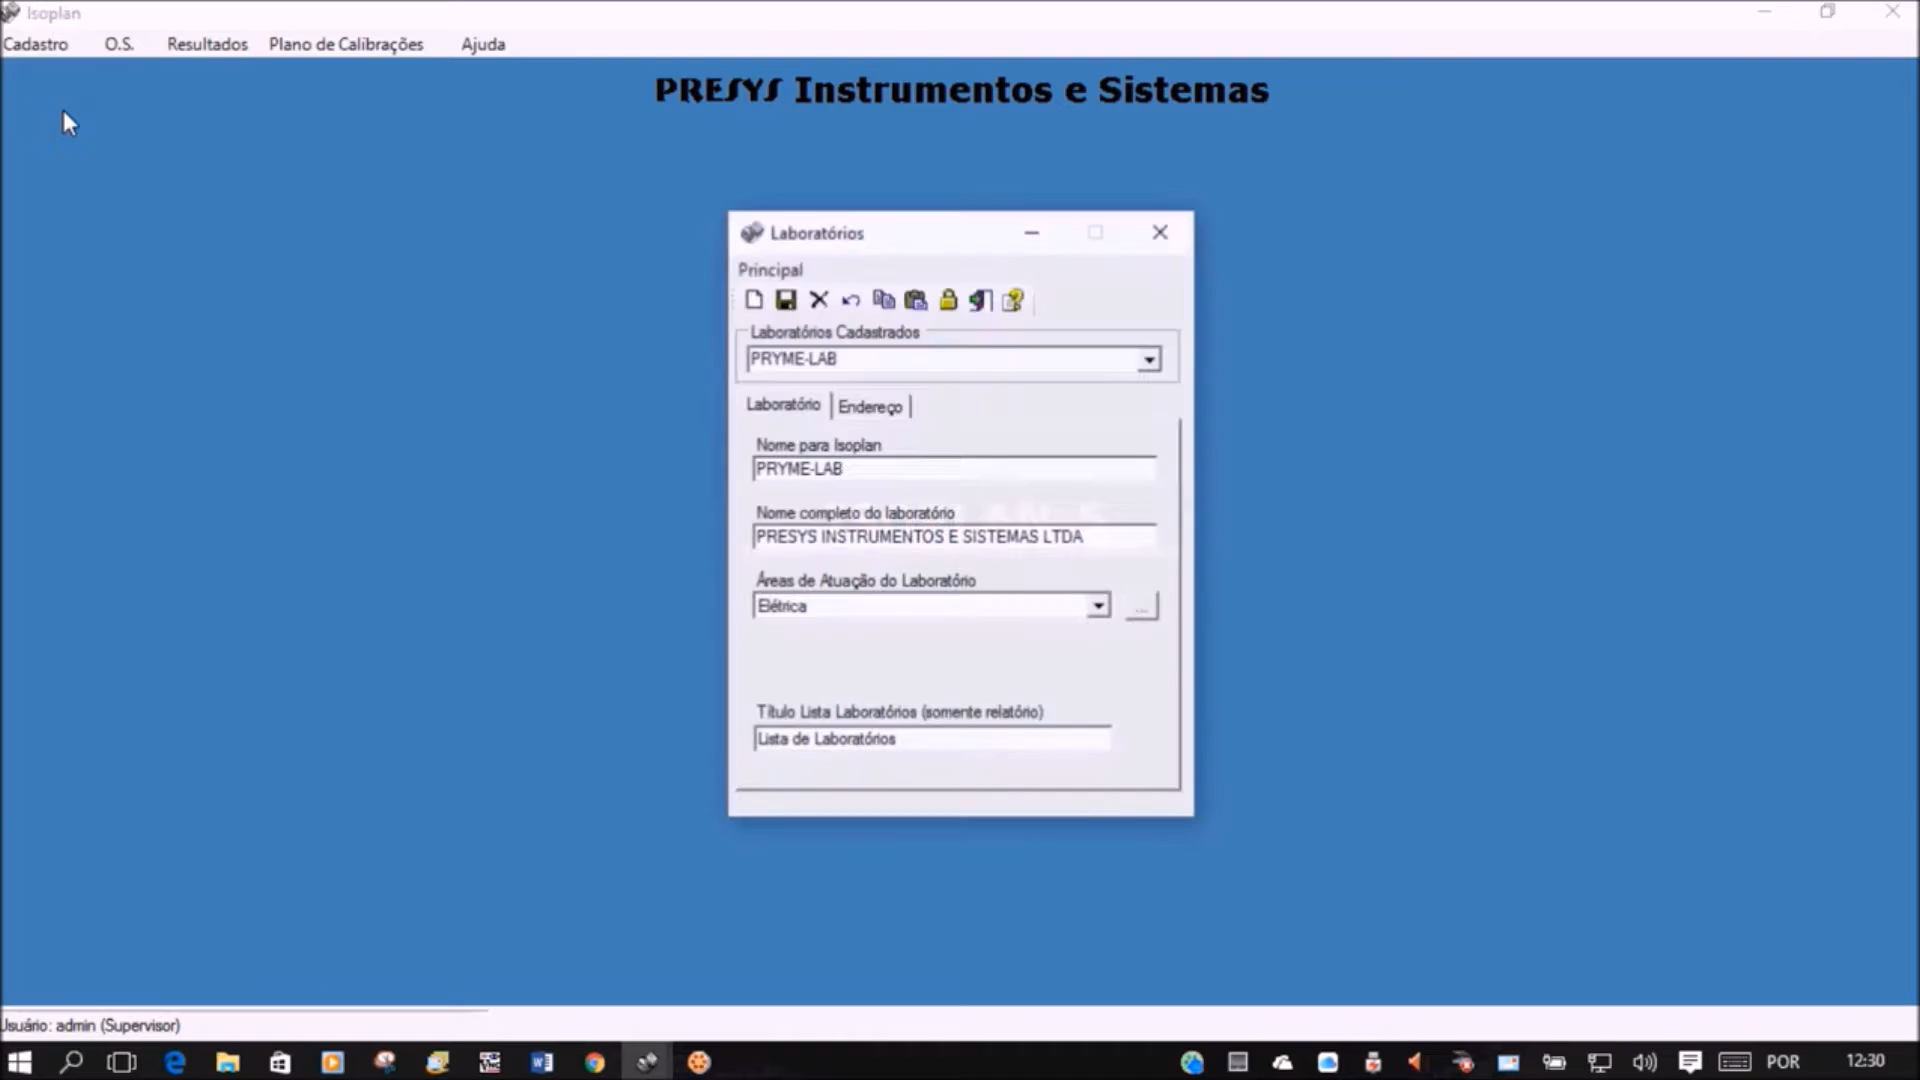 Isoplan
Cadastro O.S. Resultados Plano de Calibrações Ajuda
PRESYS Instrumentos e Sistemas
Laboratórios
Principal
Laboratórios Cadastrados
PRYME-LAB
Laboratório Endereço
Nome para Isoplan
PRYME-LAB
Nome completo do laboratório
PRESYS INSTRUMENTOS E SISTEMAS LTDA
Áreas de Atuação do Laboratório
Elétrica
...
Título Lista Laboratórios (somente relatório)
Lista de Laboratórios
Usuário: admin (Supervisor)
POR 12:30